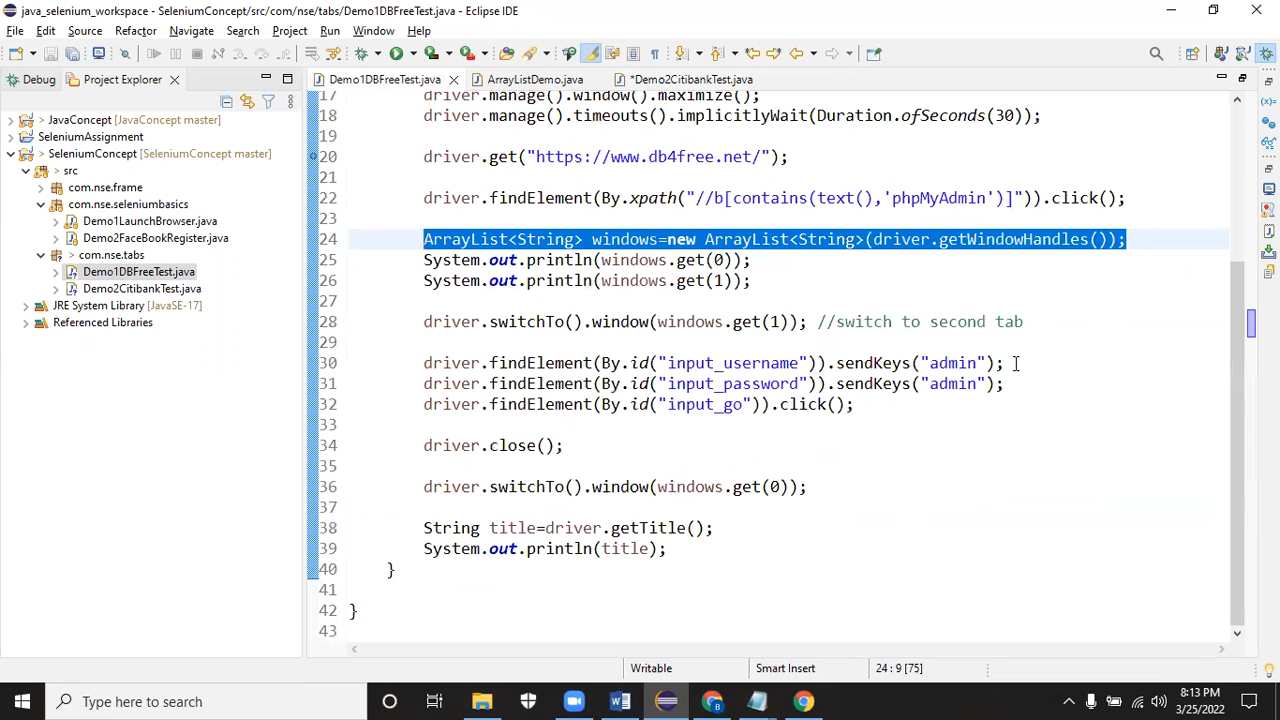 java_selenium_workspace - SeleniumConcept/src/com/nse/tabs/Demo1DBFreeTest.java - Eclipse IDE
File Edit Source Refactor Navigate Search Project Run Window Help
Debug Project Explorer Demo1DBFreeTest.java ArrayListDemo.java *Demo2CitibankTest.java
JavaConcept [JavaConcept master]
SeleniumAssignment
SeleniumConcept [SeleniumConcept master]
src
com.nse.frame
com.nse.seleniumbasics
Demo1LaunchBrowser.java
Demo2FaceBookRegister.java
com.nse.tabs
Demo1DBFreeTest.java
Demo2CitibankTest.java
JRE System Library [JavaSE-17]
Referenced Libraries
17 driver.manage().window().maximize();
18 driver.manage().timeouts().implicitlyWait(Duration.ofSeconds(30));
19
20 driver.get("https://www.db4free.net/");
21
22 driver.findElement(By.xpath("//b[contains(text(),'phpMyAdmin')]")).click();
23
24 ArrayList<String> windows=new ArrayList<String>(driver.getWindowHandles());
25 System.out.println(windows.get(0));
26 System.out.println(windows.get(1));
27
28 driver.switchTo().window(windows.get(1)); //switch to second tab
29
30 driver.findElement(By.id("input_username")).sendKeys("admin");
31 driver.findElement(By.id("input_password")).sendKeys("admin");
32 driver.findElement(By.id("input_go")).click();
33
34 driver.close();
35
36 driver.switchTo().window(windows.get(0));
37
38 String title=driver.getTitle();
39 System.out.println(title);
40 }
41
42 }
43
Writable Smart Insert 24 : 9 [75]
Type here to search
8:13 PM
3/25/2022